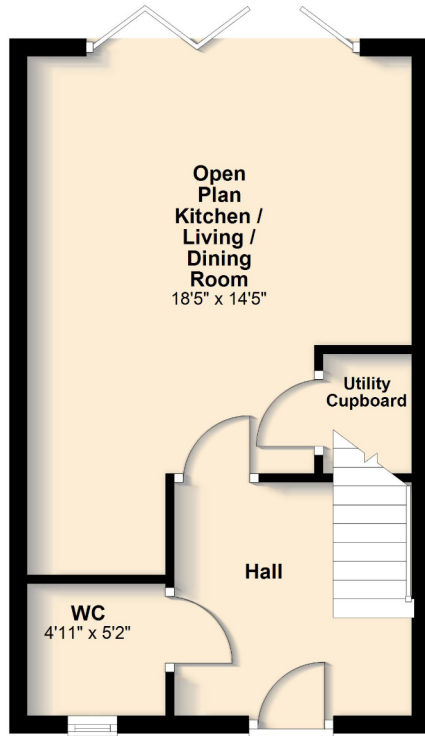 Open
Plan
Kitchen /
Living /
Dining
Room
18'5" x 14'5"
Utility
Cupboard
Hall
WC
4'11" x 5'2"